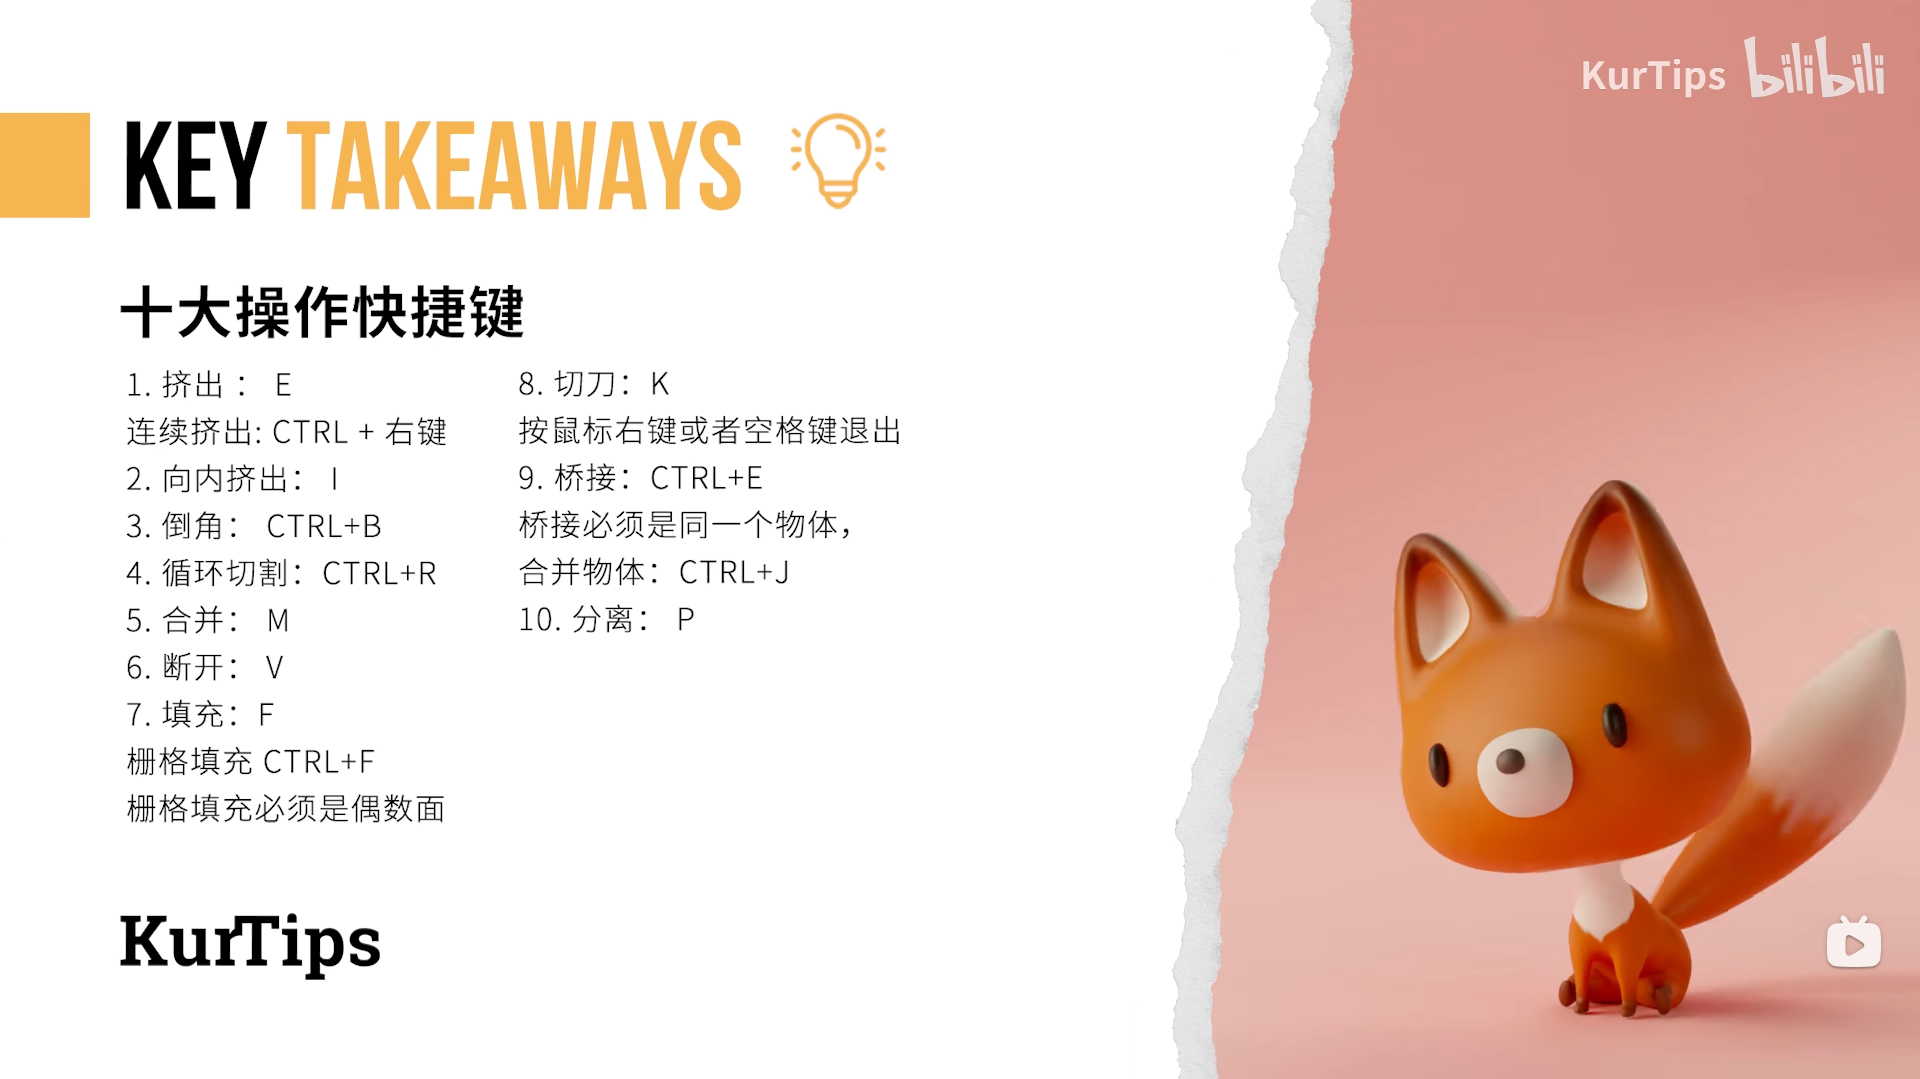 KurTips bilibili
KEY TAKEAWAYS
十大操作快捷键
1. 挤出： E
连续挤出: CTRL + 右键
2. 向内挤出： I
3. 倒角： CTRL+B
4. 循环切割：CTRL+R
5. 合并： M
6. 断开： V
7. 填充：F
栅格填充 CTRL+F
栅格填充必须是偶数面
8. 切刀：K
按鼠标右键或者空格键退出
9. 桥接：CTRL+E
桥接必须是同一个物体，
合并物体：CTRL+J
10. 分离： P
KurTips